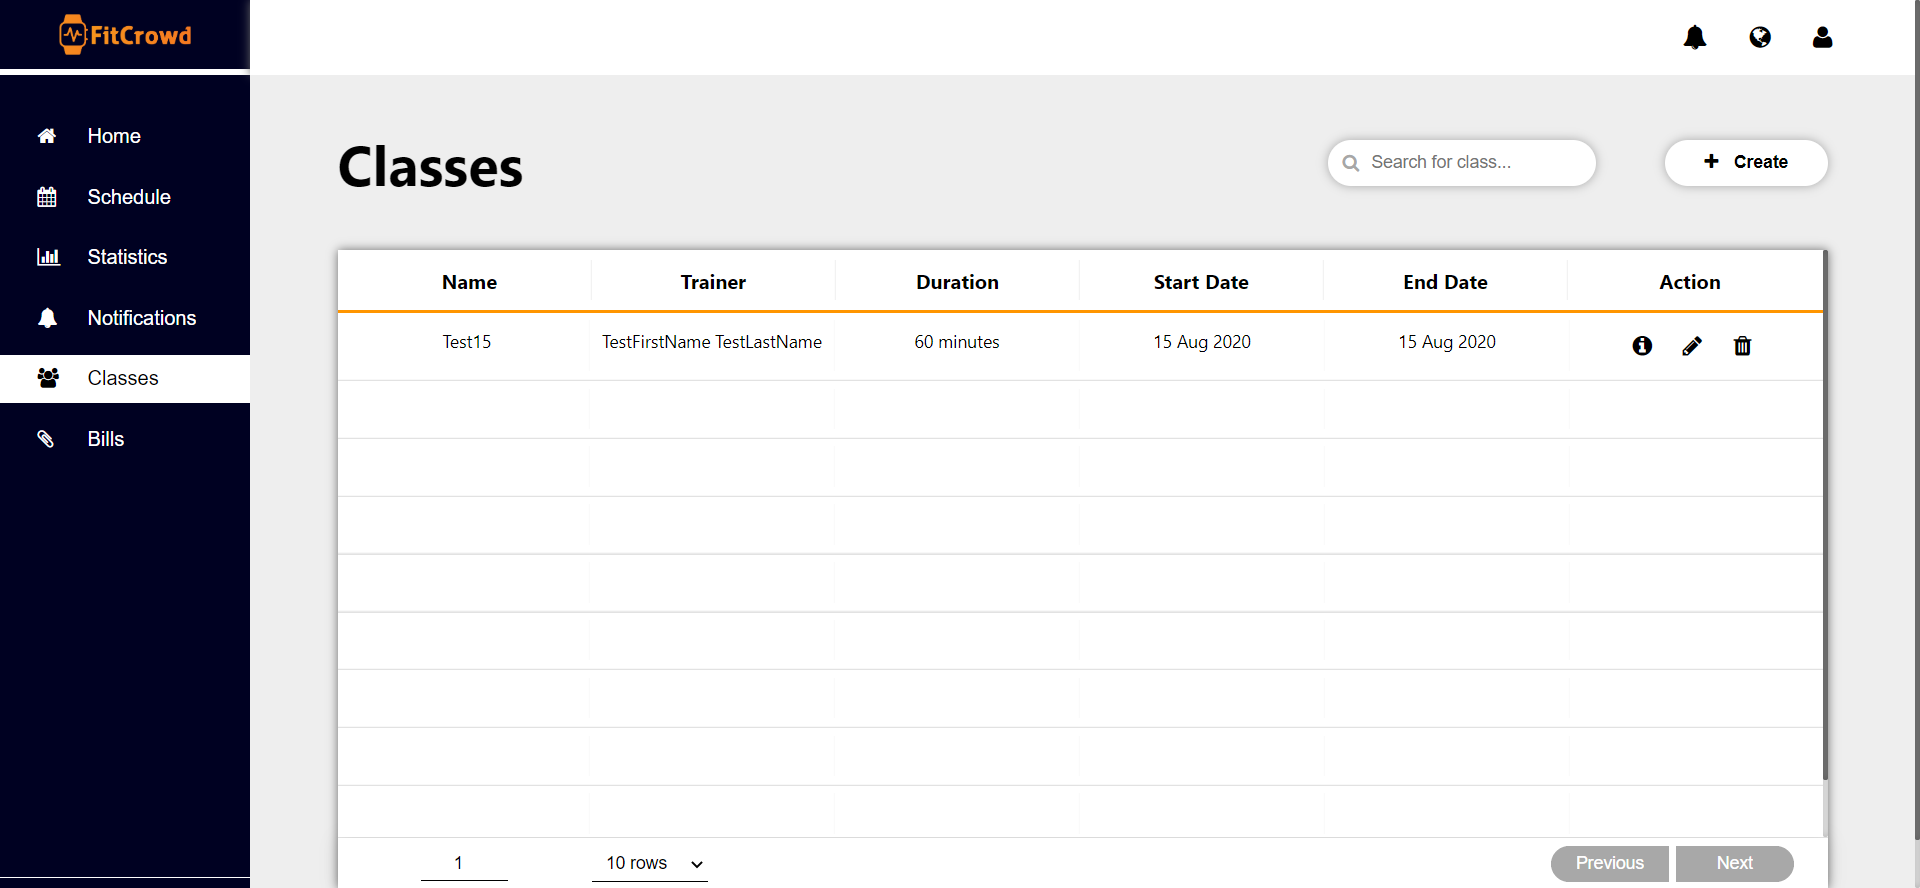 FitCrowd
Home
Schedule
Statistics
Notifications
Classes
Bills
Classes
Search for class...
Create
Name Trainer Duration Start Date End Date Action
Test15 TestFirstName TestLastName 60 minutes 15 Aug 2020 15 Aug 2020
1 10 rows Previous Next